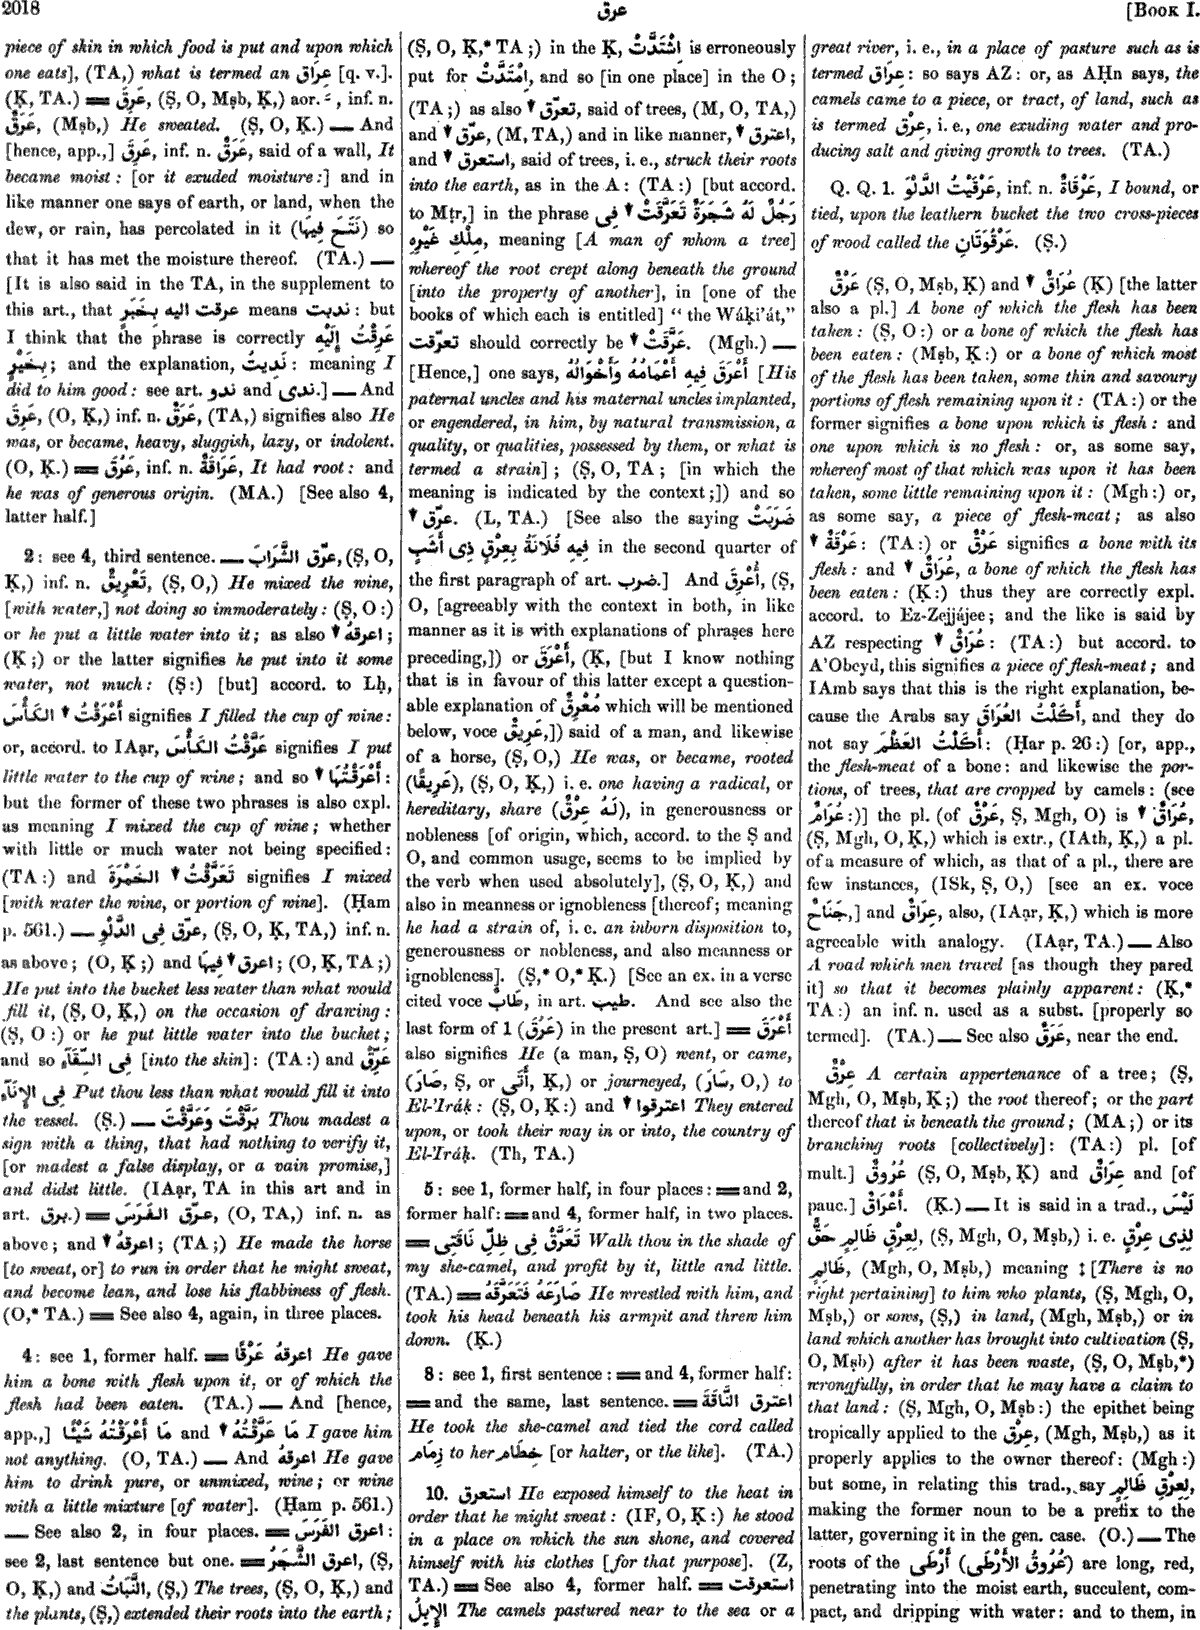 2018
عرق
[Book I.
piece of skin in which food is put and upon which
one eats], (TA,) what is termed an عِرَاق [q. v.].
(Ḳ, TA.) ═ عَرِقَ, (Ṣ, O, Mṣb, Ḳ,) aor. ـَ , inf. n.
عَرَقٌ, (Mṣb,) He sweated. (Ṣ, O, Ḳ.) — And
[hence, app.,] عَرِقَ, inf. n. عَرَقٌ, said of a wall, It
became moist: [or it exuded moisture:] and in
like manner one says of earth, or land, when the
dew, or rain, has percolated in it (نَتَحَ فِيهَا) so
that it has met the moisture thereof. (TA.) —
[It is also said in the TA, in the supplement to
this art., that عرقت اليه بِخَيْرٍ means ندبت: but
I think that the phrase is correctly عَرِقْتُ إِلَيْهِ
بِخَيْرٍ; and the explanation, نَدِيتُ: meaning I
did to him good: see art. ندو and ندى.] — And
عَرِقَ, (O, Ḳ,) inf. n. عَرَقٌ, (TA,) signifies also He
was, or became, heavy, sluggish, lazy, or indolent.
(O, Ḳ.) ═ عَرُقَ, inf. n. عَرَاقَةٌ, It had root: and
he was of generous origin. (MA.) [See also 4,
latter half.]
2: see 4, third sentence. — عرّق الشَّرَابَ, (Ṣ, O,
Ḳ,) inf. n. تَعْرِيقٌ, (Ṣ, O,) He mixed the wine,
[with water,] not doing so immoderately: (Ṣ, O:)
or he put a little water into it; as also ▼ اعرقهُ;
(Ḳ;) or the latter signifies he put into it some
water, not much: (Ṣ:) [but] accord. to Lḥ,
أَعْرَقْتُ ▼ الكَأْسَ signifies I filled the cup of wine:
or, accord. to IAạr, عَرَّقْتُ الكَأْسَ signifies I put
little water to the cup of wine; and so ▼ أَعْرَقْتُهَا:
but the former of these two phrases is also expl.
as meaning I mixed the cup of wine; whether
with little or much water not being specified:
(TA:) and تَعَرَّقْتُ ▼ الخَمْرَةَ signifies I mixed
[with water the wine, or portion of wine]. (Ḥam
p. 561.) — عرّق فِى الدَّلْوِ, (Ṣ, O, Ḳ, TA,) inf. n.
as above; (O, Ḳ;) and اعرق ▼ فِيهَا; (O, Ḳ, TA;)
He put into the bucket less water than what would
fill it, (Ṣ, O, Ḳ,) on the occasion of drawing:
(Ṣ, O:) or he put little water into the bucket;
and so فِى السِّقَآءِ [into the skin]: (TA:) and عَرِّقْ
فِى الإِنَآءِ Put thou less than what would fill it into
the vessel. (Ṣ.) — بَرَّقْتَ وَعَرَّقْتَ Thou madest a
sign with a thing, that had nothing to verify it,
[or madest a false display, or a vain promise,]
and didst little. (IAạr, TA in this art and in
art. برق.) ═ عرّق الفَرَسَ, (O, TA,) inf. n. as
above; and ▼ اعرقهُ; (TA;) He made the horse
[to sweat, or] to run in order that he might sweat,
and become lean, and lose his flabbiness of flesh.
(O,* TA.) ═ See also 4, again, in three places.
4: see 1, former half. ═ اعرقهُ عَرْقًا He gave
him a bone with flesh upon it, or of which the
flesh had been eaten. (TA.) — And [hence,
app.,] مَا أَعْرَقْتُهُ شَيْئًا and ▼ مَا عَرَّقْتُهُ I gave him
not anything. (O, TA.) — And اعرقهُ He gave
him to drink pure, or unmixed, wine; or wine
with a little mixture [of water]. (Ḥam p. 561.)
— See also 2, in four places. ═ اعرق الفَرَسَ:
see 2, last sentence but one. ═ اعرق الشَّجَرُ, (Ṣ,
O, Ḳ,) and النَّبَاتُ, (Ṣ,) The trees, (Ṣ, O, Ḳ,) and
the plants, (Ṣ,) extended their roots into the earth;
(Ṣ, O, Ḳ,* TA;) in the Ḳ, اِشْتَدَّتْ is erroneously
put for اِمْتَدَّتْ, and so [in one place] in the O;
(TA;) as also ▼ تعرّق, said of trees, (M, O, TA,)
and ▼ عرّق, (M, TA,) and in like manner, ▼ اعترق,
and ▼ استعرق, said of trees, i. e., struck their roots
into the earth, as in the A: (TA:) [but accord.
to Mṭr,] in the phrase رَجُلٌ لَهُ شَجَرَةٌ تَعَرَّقَتْ ▼ فِى
مِلْكِ غَيْرِهِ, meaning [A man of whom a tree]
whereof the root crept along beneath the ground
[into the property of another], in [one of the
books of which each is entitled] “ the Wáḳi’át,”
تعرّقت should correctly be ▼ عَرَّقَتْ. (Mgh.) —
[Hence,] one says, أَعْرَقَ فِيهِ أَعْمَامُهُ وَأَخْوَالُهُ [His
paternal uncles and his maternal uncles implanted,
or engendered, in him, by natural transmission, a
quality, or qualities, possessed by them, or what is
termed a strain]; (Ṣ, O, TA; [in which the
meaning is indicated by the context;]) and so
▼ عرّق. (L, TA.) [See also the saying ضَرَبَتْ
فِيهِ فُلَانَةُ بِعِرْقٍ ذِى أَشَبٍ in the second quarter of
the first paragraph of art. ضرب.] And أُعْرِقَ, (Ṣ,
O, [agreeably with the context in both, in like
manner as it is with explanations of phrases here
preceding,]) or أَعْرَقَ, (Ḳ, [but I know nothing
that is in favour of this latter except a question-
able explanation of مُعْرِقٌ which will be mentioned
below, voce عَرِيقٌ,]) said of a man, and likewise
of a horse, (Ṣ, O,) He was, or became, rooted
(عَرِيقًا), (Ṣ, O, Ḳ,) i. e. one having a radical, or
hereditary, share (لَهُ عِرْقٌ), in generousness or
nobleness [of origin, which, accord. to the Ṣ and
O, and common usage, seems to be implied by
the verb when used absolutely], (Ṣ, O, Ḳ,) and
also in meanness or ignobleness [thereof; meaning
he had a strain of, i. e. an inborn disposition to,
generousness or nobleness, and also meanness or
ignobleness]. (Ṣ,* O,* Ḳ.) [See an ex. in a verse
cited voce طَابٌ, in art. طيب. And see also the
last form of 1 (عَرُقَ) in the present art.] ═ أَعْرَقَ
also signifies He (a man, Ṣ, O) went, or came,
(صَارَ, Ṣ, or أَتَى, Ḳ,) or journeyed, (سَارَ, O,) to
El-’Iráḳ: (Ṣ, O, Ḳ:) and ▼ اعترقوا They entered
upon, or took their way in or into, the country of
El-’Iráḳ. (Th, TA.)
5: see 1, former half, in four places: ═ and 2,
former half: ═ and 4, former half, in two places.
═ تَعَرَّقْ فِى ظِلِّ نَاقَتِى Walk thou in the shade of
my she-camel, and profit by it, little and little.
(TA.) ═ صَارَعَهُ فَتَعَرَّقَهُ He wrestled with him, and
took his head beneath his armpit and threw him
down. (Ḳ.)
8: see 1, first sentence: ═ and 4, former half:
═ and the same, last sentence. ═ اعترق النَّاقَةَ
He took the she-camel and tied the cord called
زِمَام to her خِطَام [or halter, or the like]. (TA.)
10. استعرق He exposed himself to the heat in
order that he might sweat: (IF, O, Ḳ:) he stood
in a place on which the sun shone, and covered
himself with his clothes [for that purpose]. (Z,
TA.) ═ See also 4, former half. ═ استعرقت
الإِبِلُ The camels pastured near to the sea or a
great river, i. e., in a place of pasture such as is
termed عِرَاق: so says AZ: or, as AḤn says, the
camels came to a piece, or tract, of land, such as
is termed عِرْق, i. e., one exuding water and pro-
ducing salt and giving growth to trees. (TA.)
Q. Q. 1. عَرْقَيْتُ الدَّلْوَ, inf. n. عَرْقَاةٌ, I bound, or
tied, upon the leathern bucket the two cross-pieces
of wood called the عَرْقُوَتَانِ. (Ṣ.)
عَرْقٌ (Ṣ, O, Mṣb, Ḳ) and ▼ عُرَاقٌ (Ḳ) [the latter
also a pl.] A bone of which the flesh has been
taken: (Ṣ, O:) or a bone of which the flesh has
been eaten: (Mṣb, Ḳ:) or a bone of which most
of the flesh has been taken, some thin and savoury
portions of flesh remaining upon it: (TA:) or the
former signifies a bone upon which is flesh: and
one upon which is no flesh: or, as some say,
whereof most of that which was upon it has been
taken, some little remaining upon it: (Mgh:) or,
as some say, a piece of flesh-meat; as also
▼ عَرْقَةٌ: (TA:) or عَرْقٌ signifies a bone with its
flesh: and ▼ عُرَاقٌ, a bone of which the flesh has
been eaten: (Ḳ:) thus they are correctly expl.
accord. to Ez-Zejjájee; and the like is said by
AZ respecting ▼ عُرَاقٌ: (TA:) but accord. to
A’Obeyd, this signifies a piece of flesh-meat; and
IAmb says that this is the right explanation, be-
cause the Arabs say أَكَلْتُ العُرَاقَ, and they do
not say أَكَلْتُ العَظْمَ: (Ḥar p. 26:) [or, app.,
the flesh-meat of a bone: and likewise the por-
tions, of trees, that are cropped by camels: (see
عُرَامٌ:)] the pl. (of عَرْقٌ, Ṣ, Mgh, O) is ▼ عُرَاقٌ,
(Ṣ, Mgh, O, Ḳ,) which is extr., (IAth, Ḳ,) a pl.
of a measure of which, as that of a pl., there are
few instances, (ISk, Ṣ, O,) [see an ex. voce
جَنَاحٌ,] and عِرَاقٌ, also, (IAạr, Ḳ,) which is more
agreeable with analogy. (IAạr, TA.) — Also
A road which men travel [as though they pared
it] so that it becomes plainly apparent: (Ḳ,*
TA:) an inf. n. used as a subst. [properly so
termed]. (TA.) — See also عَرَقٌ, near the end.
عِرْقٌ A certain appertenance of a tree; (Ṣ,
Mgh, O, Mṣb, Ḳ;) the root thereof; or the part
thereof that is beneath the ground; (MA;) or its
branching roots [collectively]: (TA:) pl. [of
mult.] عُرُوقٌ (Ṣ, O, Mṣb, Ḳ) and عِرَاقٌ and [of
pauc.] أَعْرَاقٌ. (Ḳ.) — It is said in a trad., لَيْسَ
لِعِرْقٍ ظَالِمٍ حَقٌّ, (Ṣ, Mgh, O, Mṣb,) i. e. لِذِى عِرْقٍ
ظَالِمٍ, (Mgh, O, Mṣb,) meaning ‡ [There is no
right pertaining] to him who plants, (Ṣ, Mgh, O,
Mṣb,) or sows, (Ṣ,) in land, (Mgh, Mṣb,) or in
land which another has brought into cultivation (Ṣ,
O, Mṣb) after it has been waste, (Ṣ, O, Mṣb,*)
wrongfully, in order that he may have a claim to
that land: (Ṣ, Mgh, O, Mṣb:) the epithet being
tropically applied to the عِرْق, (Mgh, Mṣb,) as it
properly applies to the owner thereof: (Mgh:)
but some, in relating this trad., say لِعِرْقِ ظَالِمٍ,
making the former noun to be a prefix to the
latter, governing it in the gen. case. (O.) — The
roots of the أَرْطَى (عُرُوقُ الأَرْطَى) are long, red,
penetrating into the moist earth, succulent, com-
pact, and dripping with water: and to them, in